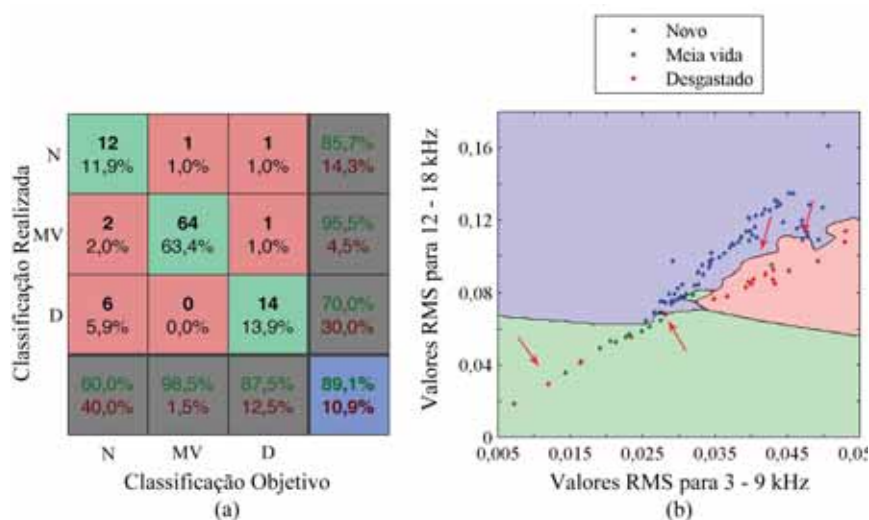 Novo
Meia vida
Desgastado
Classificação Realizada
N
12
11,9%
1
1,0%
1
1,0%
85,7%
14,3%
MV
2
2,0%
64
63,4%
1
1,0%
95,5%
4,5%
D
6
5,9%
0
0,0%
14
13,9%
70,0%
30,0%
60,0%
40,0%
98,5%
1,5%
87,5%
12,5%
89,1%
10,9%
N
MV
D
Classificação Objetivo
(a)
Valores RMS para 12 - 18 kHz
0,16
0,12
0,08
0,04
0
0,005
0,015
0,025
0,035
0,045
0,05
Valores RMS para 3 - 9 kHz
(b)